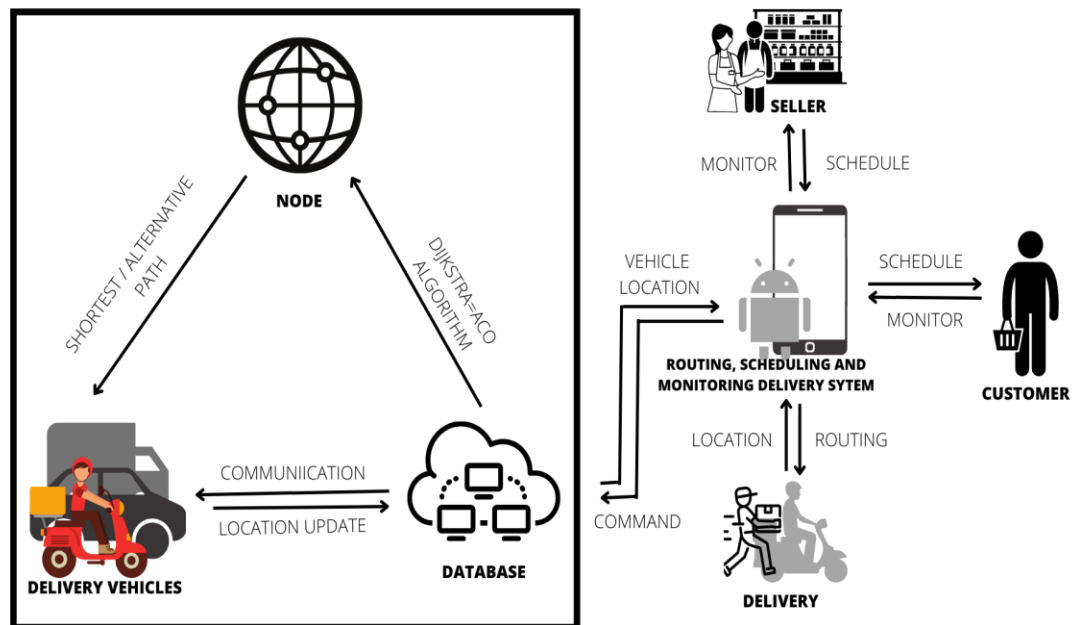 SELLER
MONITOR
SCHEDULE
NODE
SHORTEST / ALTERNATIVE
PATH
DIJKSTRA=ACO
ALGORITHM
VEHICLE
LOCATION
SCHEDULE
MONITOR
ROUTING, SCHEDULING AND
MONITORING DELIVERY SYTEM
CUSTOMER
LOCATION
ROUTING
COMMUNIICATION
LOCATION UPDATE
COMMAND
DATABASE
DELIVERY VEHICLES
DELIVERY